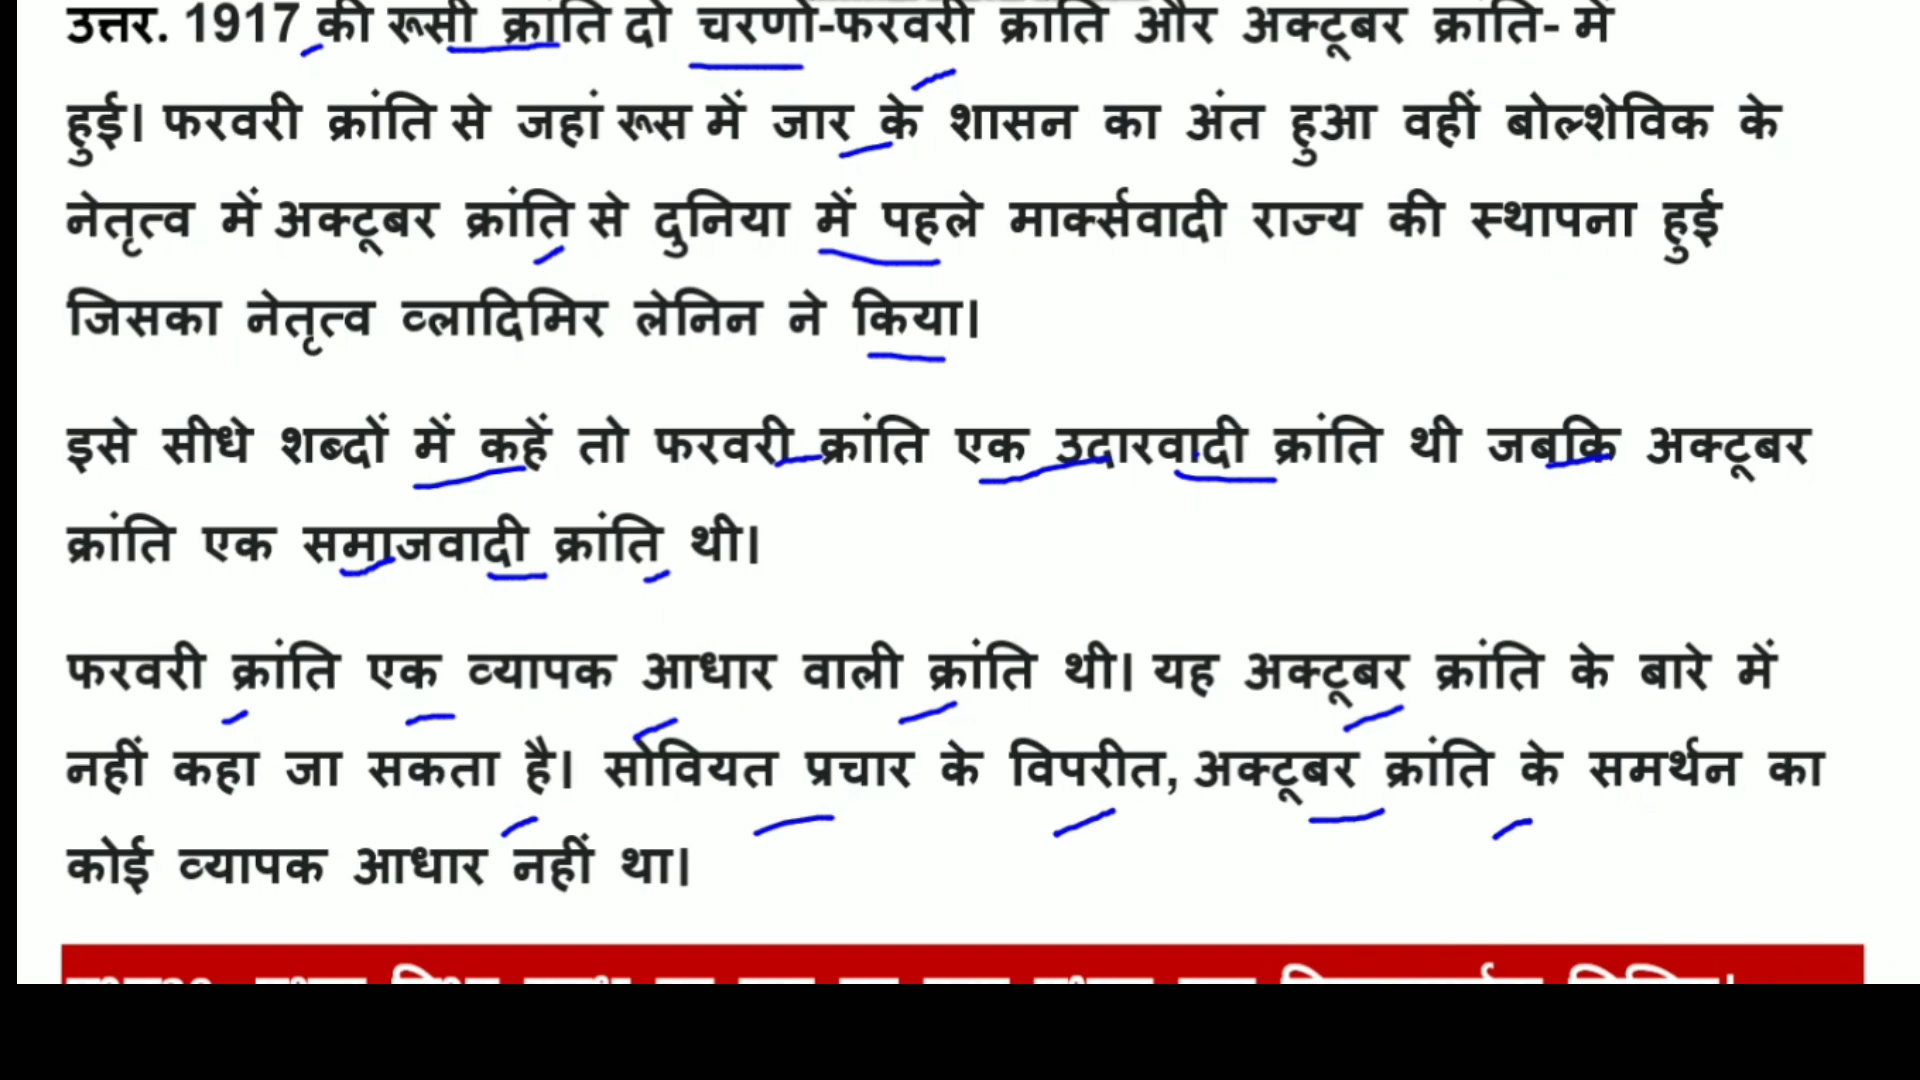 उत्तर. 1917 की रूसी क्रांति दो चरणों-फरवरी क्रांति और अक्टूबर क्रांति- में
हुई। फरवरी क्रांति से जहां रूस में जार के शासन का अंत हुआ वहीं बोल्शेविक के
नेतृत्व में अक्टूबर क्रांति से दुनिया में पहले मार्क्सवादी राज्य की स्थापना हुई
जिसका नेतृत्व व्लादिमिर लेनिन ने किया।
इसे सीधे शब्दों में कहें तो फरवरी क्रांति एक उदारवादी क्रांति थी जबकि अक्टूबर
क्रांति एक समाजवादी क्रांति थी।
फरवरी क्रांति एक व्यापक आधार वाली क्रांति थी। यह अक्टूबर क्रांति के बारे में
नहीं कहा जा सकता है। सोवियत प्रचार के विपरीत, अक्टूबर क्रांति के समर्थन का
कोई व्यापक आधार नहीं था।